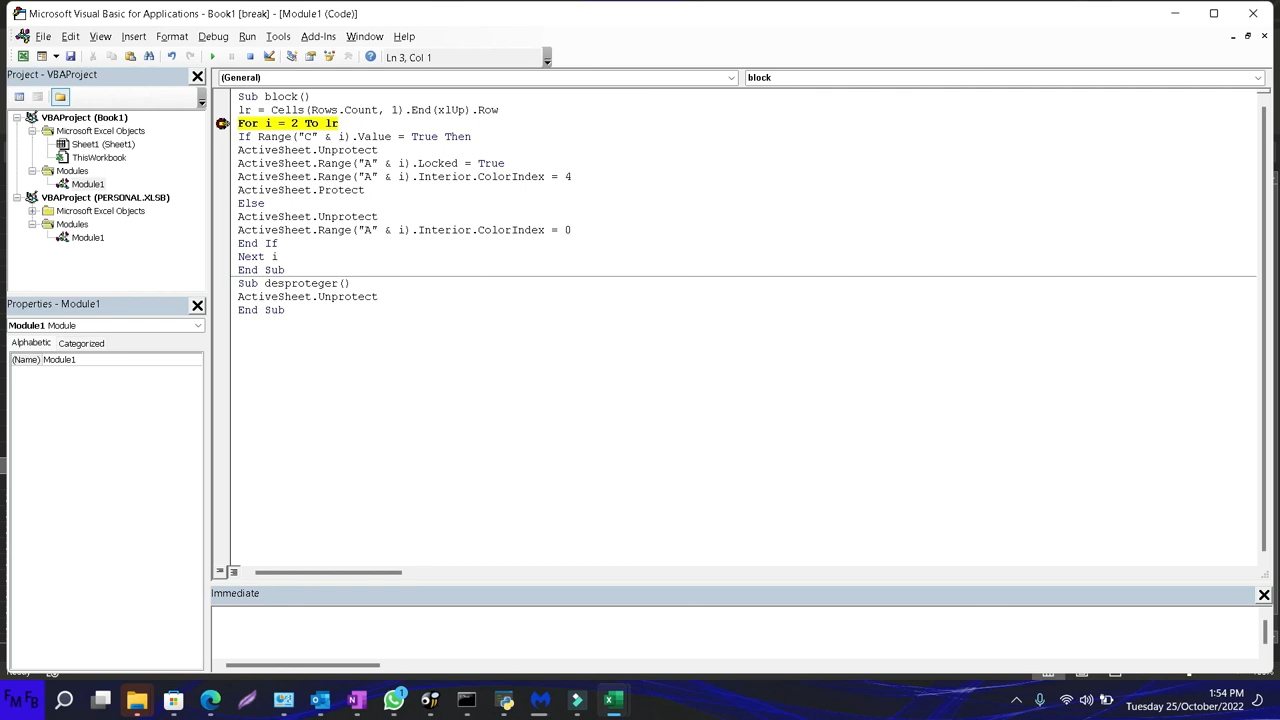 Microsoft Visual Basic for Applications - Book1 [break] - [Module1 (Code)]
File Edit View Insert Format Debug Run Tools Add-Ins Window Help
Ln 3, Col 1
Project - VBAProject
VBAProject (Book1)
Microsoft Excel Objects
Sheet1 (Sheet1)
ThisWorkbook
Modules
Module1
VBAProject (PERSONAL.XLSB)
Microsoft Excel Objects
Modules
Module1
Properties - Module1
Module1 Module
Alphabetic Categorized
(Name) Module1
(General) block
Sub block()
lr = Cells(Rows.Count, 1).End(xlUp).Row
For i = 2 To lr
If Range("C" & i).Value = True Then
ActiveSheet.Unprotect
ActiveSheet.Range("A" & i).Locked = True
ActiveSheet.Range("A" & i).Interior.ColorIndex = 4
ActiveSheet.Protect
Else
ActiveSheet.Unprotect
ActiveSheet.Range("A" & i).Interior.ColorIndex = 0
End If
Next i
End Sub
Sub desproteger()
ActiveSheet.Unprotect
End Sub
Immediate
FM FB
1
1:54 PM
Tuesday 25/October/2022